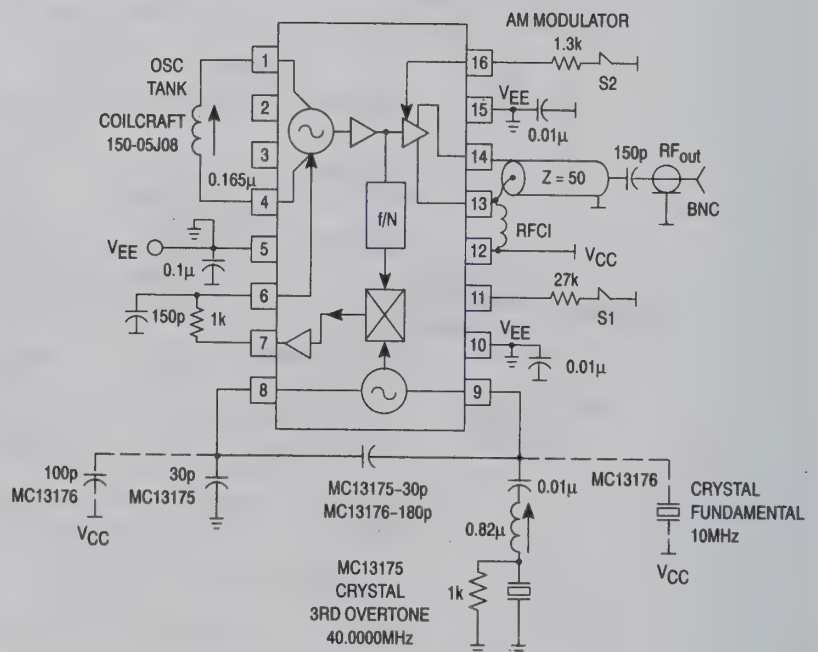 AM MODULATOR
1.3k
S2
OSC
TANK
COILCRAFT
150-05J08
0.165μ
1
2
3
4
5
6
7
8
16
15
14
13
12
11
10
9
VEE
0.01μ
150p
RFout
Z = 50
BNC
RFCI
VCC
f/N
VEE
0.1μ
27k
S1
150p
1k
VEE
0.01μ
100p
MC13176
VCC
30p
MC13175
MC13175-30p
MC13176-180p
0.01μ
0.82μ
MC13176
CRYSTAL
FUNDAMENTAL
10MHz
VCC
MC13175
CRYSTAL
3RD OVERTONE
40.0000MHz
1k